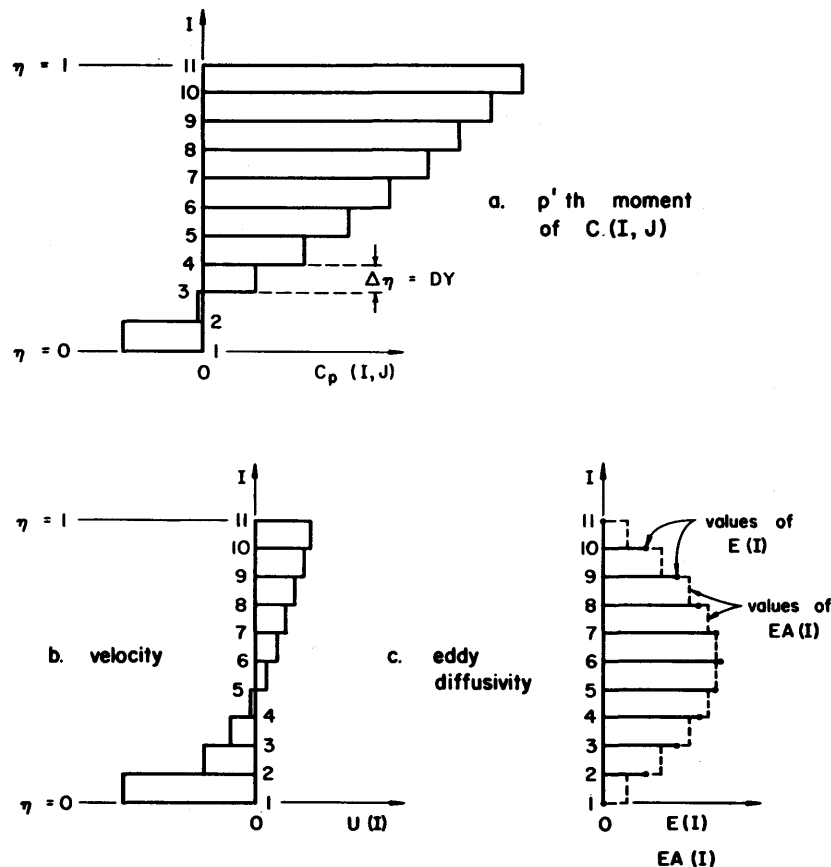 I
η = 1
11
10
9
8
7
6
5
4
3
2
1
a. p'th moment
of C.(I, J)
Δη = DY
η = 0
0
C_p (I, J)
I
η = 1
11
10
9
8
7
6
5
4
3
2
1
b. velocity
η = 0
0
U (I)
I
11
10
9
8
7
6
5
4
3
2
1
values of
E (I)
values of
EA (I)
c. eddy
diffusivity
0
E (I)
EA (I)